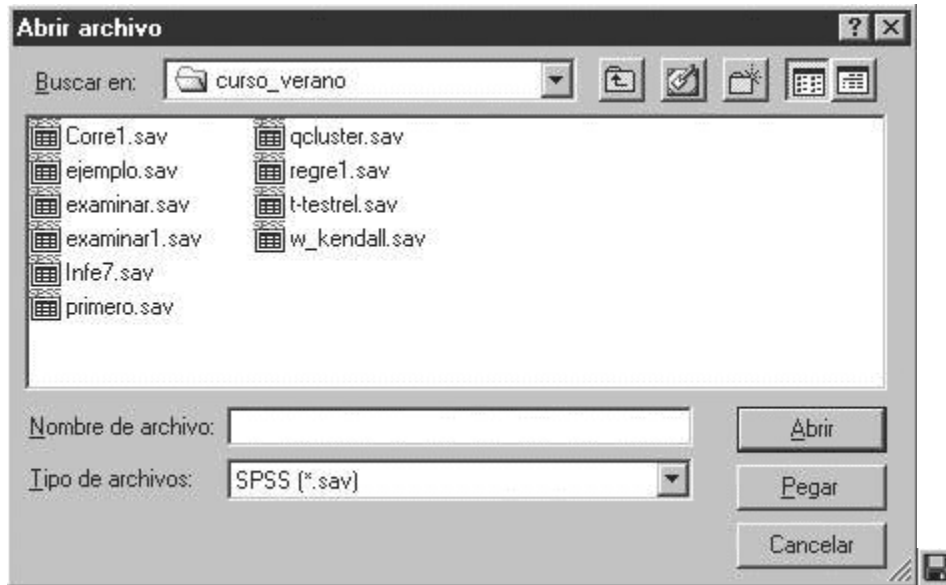 Abrir archivo
Buscar en: curso_verano
Corre1.sav
ejemplo.sav
examinar.sav
examinar1.sav
Infe7.sav
primero.sav
qcluster.sav
regre1.sav
t-testrel.sav
w_kendall.sav
Nombre de archivo:
Abrir
Tipo de archivos: SPSS (*.sav)
Pegar
Cancelar